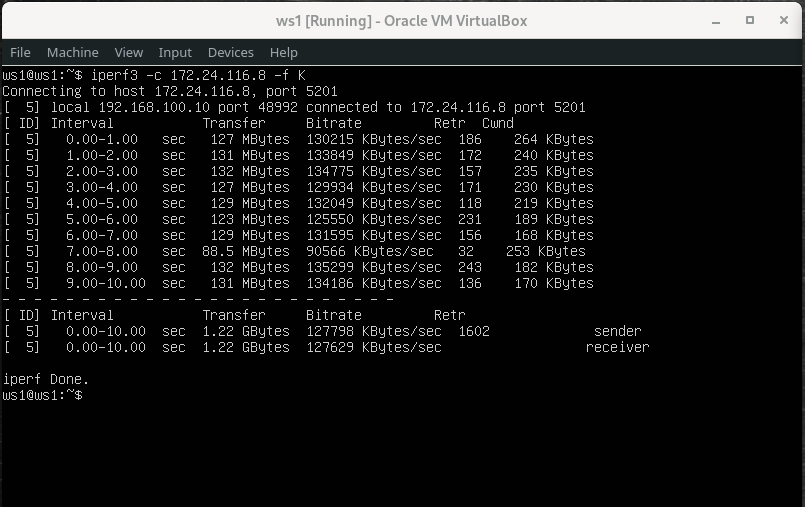 ws1 [Running] - Oracle VM VirtualBox
File Machine View Input Devices Help
ws1@ws1:~$ iperf3 -c 172.24.116.8 -f K
Connecting to host 172.24.116.8, port 5201
[  5] local 192.168.100.10 port 48992 connected to 172.24.116.8 port 5201
[ ID] Interval           Transfer     Bitrate         Retr  Cwnd
[  5]   0.00-1.00   sec   127 MBytes  130215 KBytes/sec  186    264 KBytes
[  5]   1.00-2.00   sec   131 MBytes  133849 KBytes/sec  172    240 KBytes
[  5]   2.00-3.00   sec   132 MBytes  134775 KBytes/sec  157    235 KBytes
[  5]   3.00-4.00   sec   127 MBytes  129934 KBytes/sec  171    230 KBytes
[  5]   4.00-5.00   sec   129 MBytes  132049 KBytes/sec  118    219 KBytes
[  5]   5.00-6.00   sec   123 MBytes  125550 KBytes/sec  231    189 KBytes
[  5]   6.00-7.00   sec   129 MBytes  131595 KBytes/sec  156    168 KBytes
[  5]   7.00-8.00   sec  88.5 MBytes  90566 KBytes/sec   32    253 KBytes
[  5]   8.00-9.00   sec   132 MBytes  135299 KBytes/sec  243    182 KBytes
[  5]   9.00-10.00  sec   131 MBytes  134186 KBytes/sec  136    170 KBytes
- - - - - - - - - - - - - - - - - - - - - - - - -
[ ID] Interval           Transfer     Bitrate         Retr
[  5]   0.00-10.00  sec  1.22 GBytes  127798 KBytes/sec  1602             sender
[  5]   0.00-10.00  sec  1.22 GBytes  127629 KBytes/sec                  receiver
iperf Done.
ws1@ws1:~$